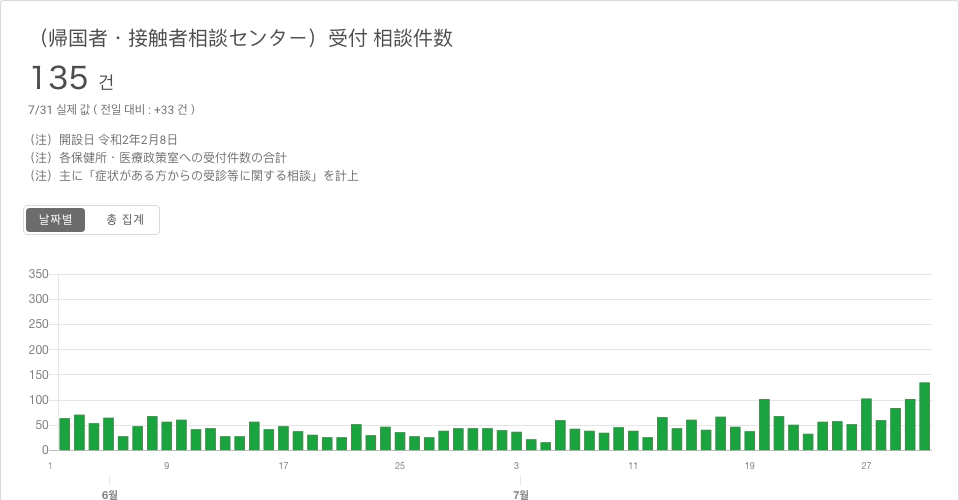 （帰国者・接触者相談センター）受付 相談件数
135 건
7/31 실제 값 ( 전일 대비 : +33 건 )
（注）開設日 令和2年2月8日
（注）各保健所・医療政策室への受付件数の合計
（注）主に「症状がある方からの受診等に関する相談」を計上
날짜별 총 집계
350
300
250
200
150
100
50
0
1 9 17 25 3 11 19 27
6월 7월